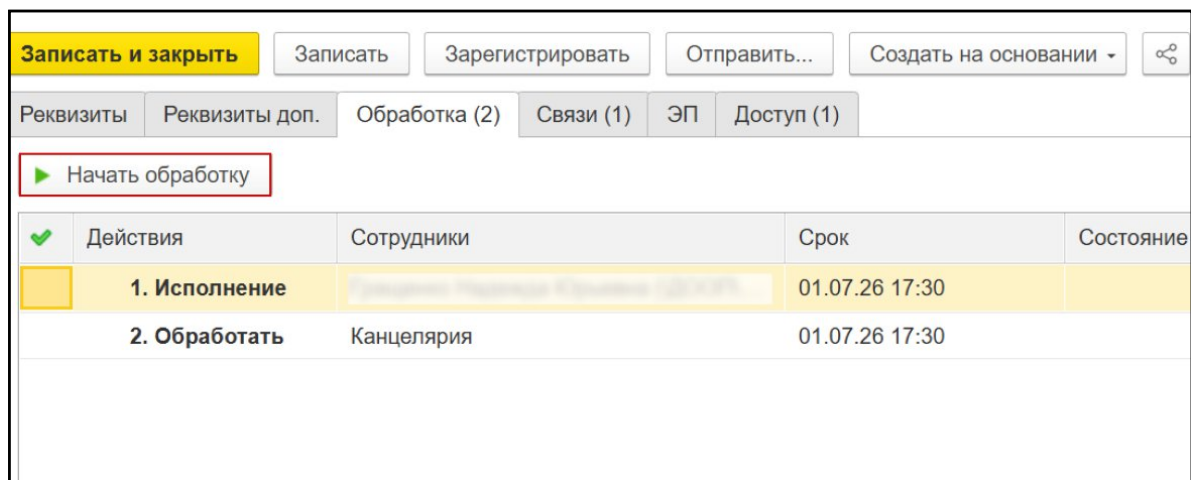 Записать и закрыть Записать Зарегистрировать Отправить... Создать на основании
Реквизиты Реквизиты доп. Обработка (2) Связи (1) ЭП Доступ (1)
Начать обработку
Действия Сотрудники Срок Состояние
1. Исполнение 01.07.26 17:30
2. Обработать Канцелярия 01.07.26 17:30